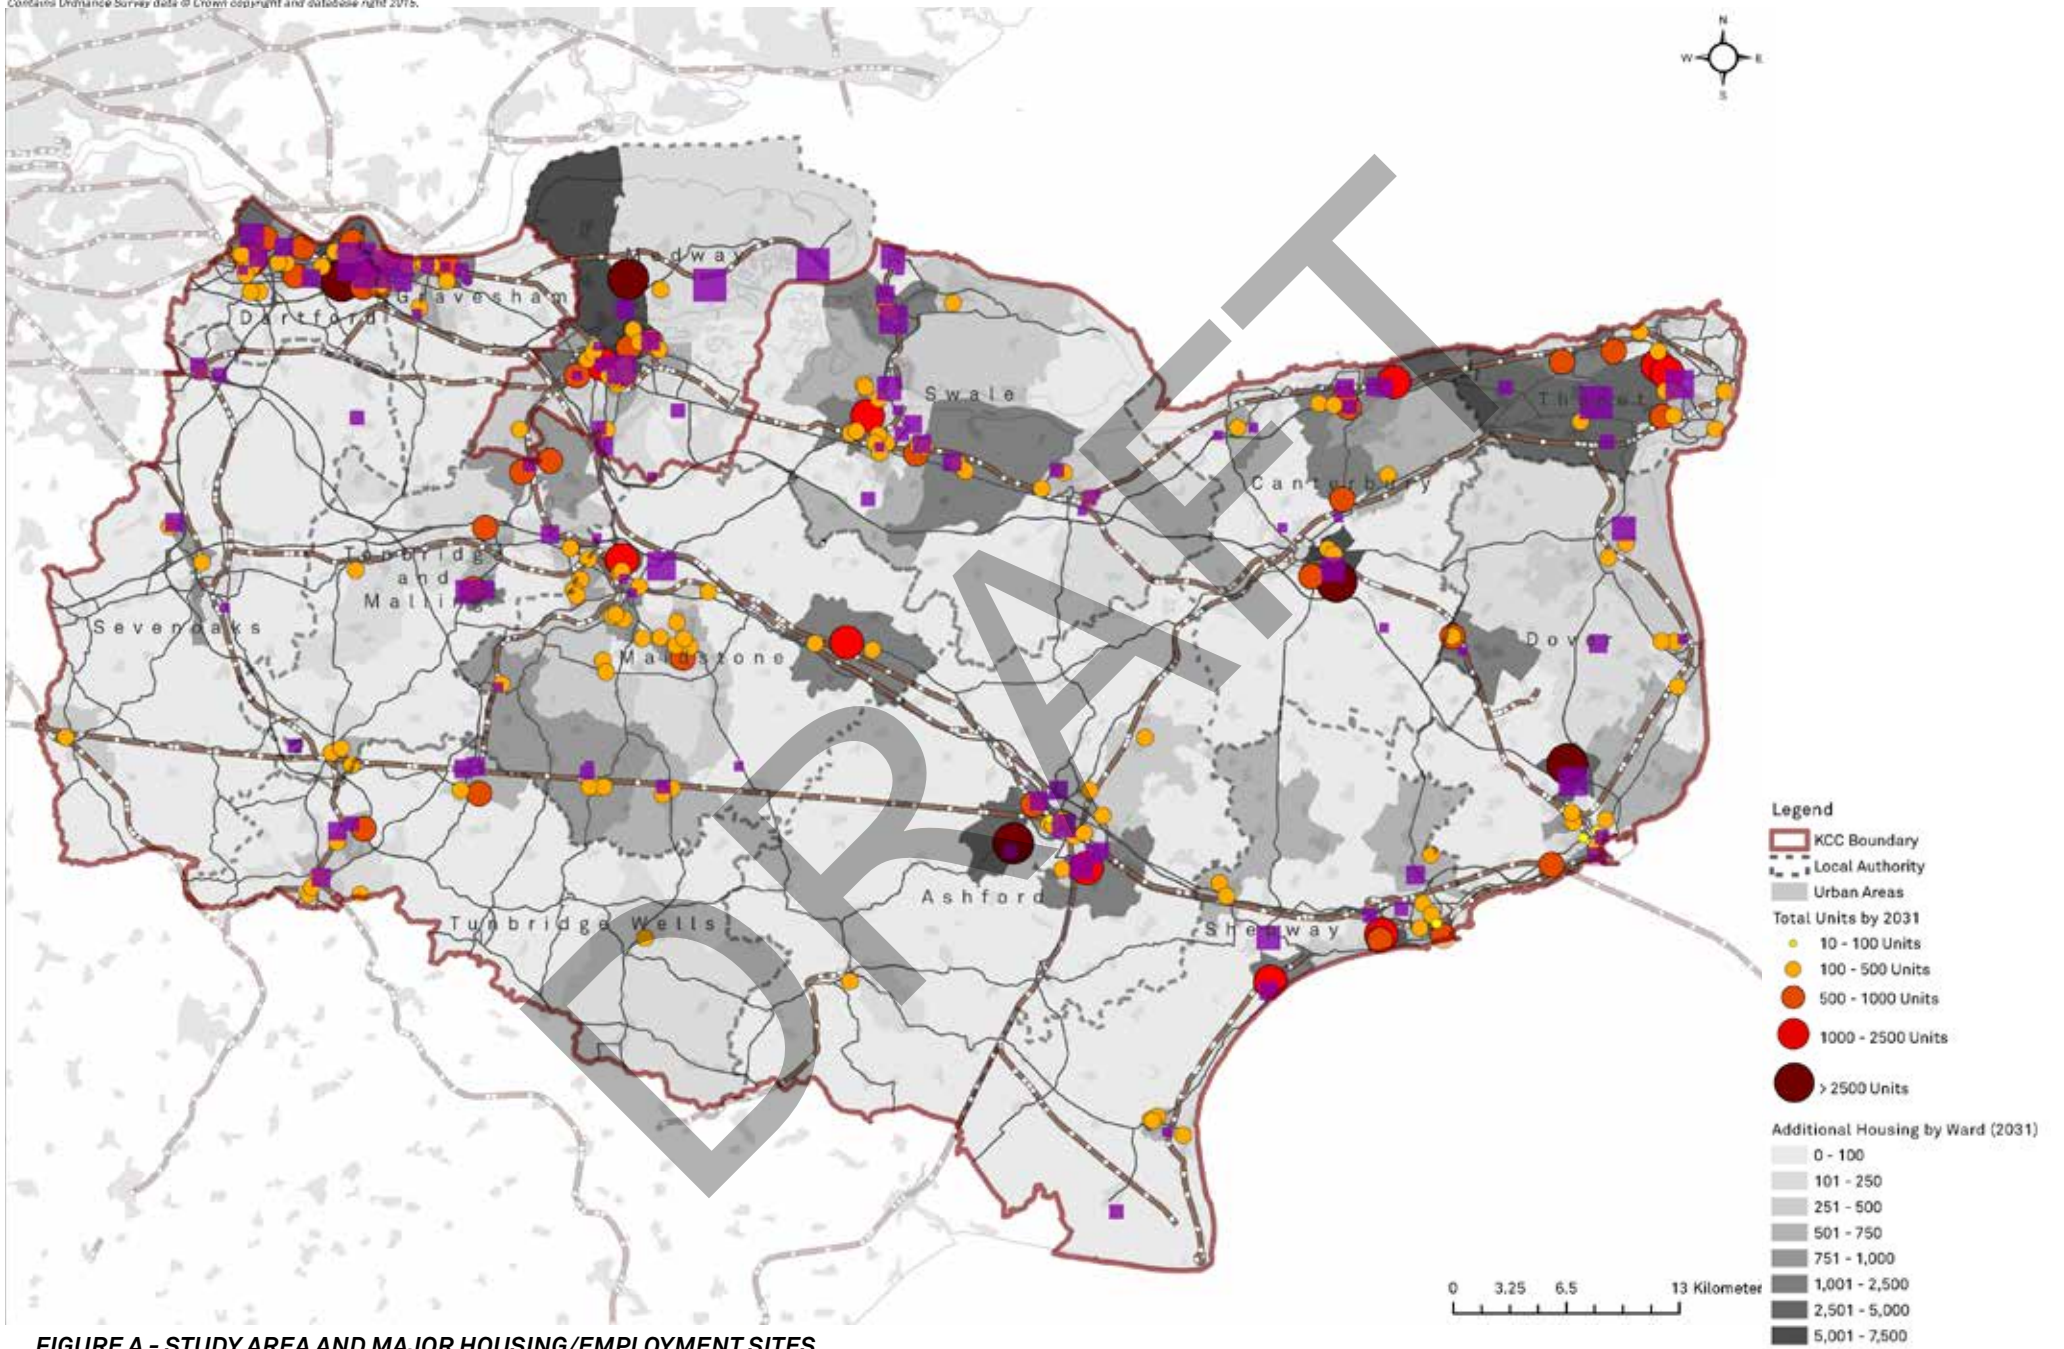 Contains Ordnance Survey data © Crown copyright and database right 2015.
N
W
E
S
Medway
Gravesham
Dartford
Swale
Thanet
Canterbury
Tonbridge
and
Malling
Sevenoaks
Maidstone
Dover
Ashford
Tunbridge Wells
Shepway
DRAFT
Legend
KCC Boundary
Local Authority
Urban Areas
Total Units by 2031
10 - 100 Units
100 - 500 Units
500 - 1000 Units
1000 - 2500 Units
> 2500 Units
Additional Housing by Ward (2031)
0 - 100
101 - 250
251 - 500
501 - 750
751 - 1,000
1,001 - 2,500
2,501 - 5,000
5,001 - 7,500
0 3.25 6.5 13 Kilometer
FIGURE A - STUDY AREA AND MAJOR HOUSING/EMPLOYMENT SITES